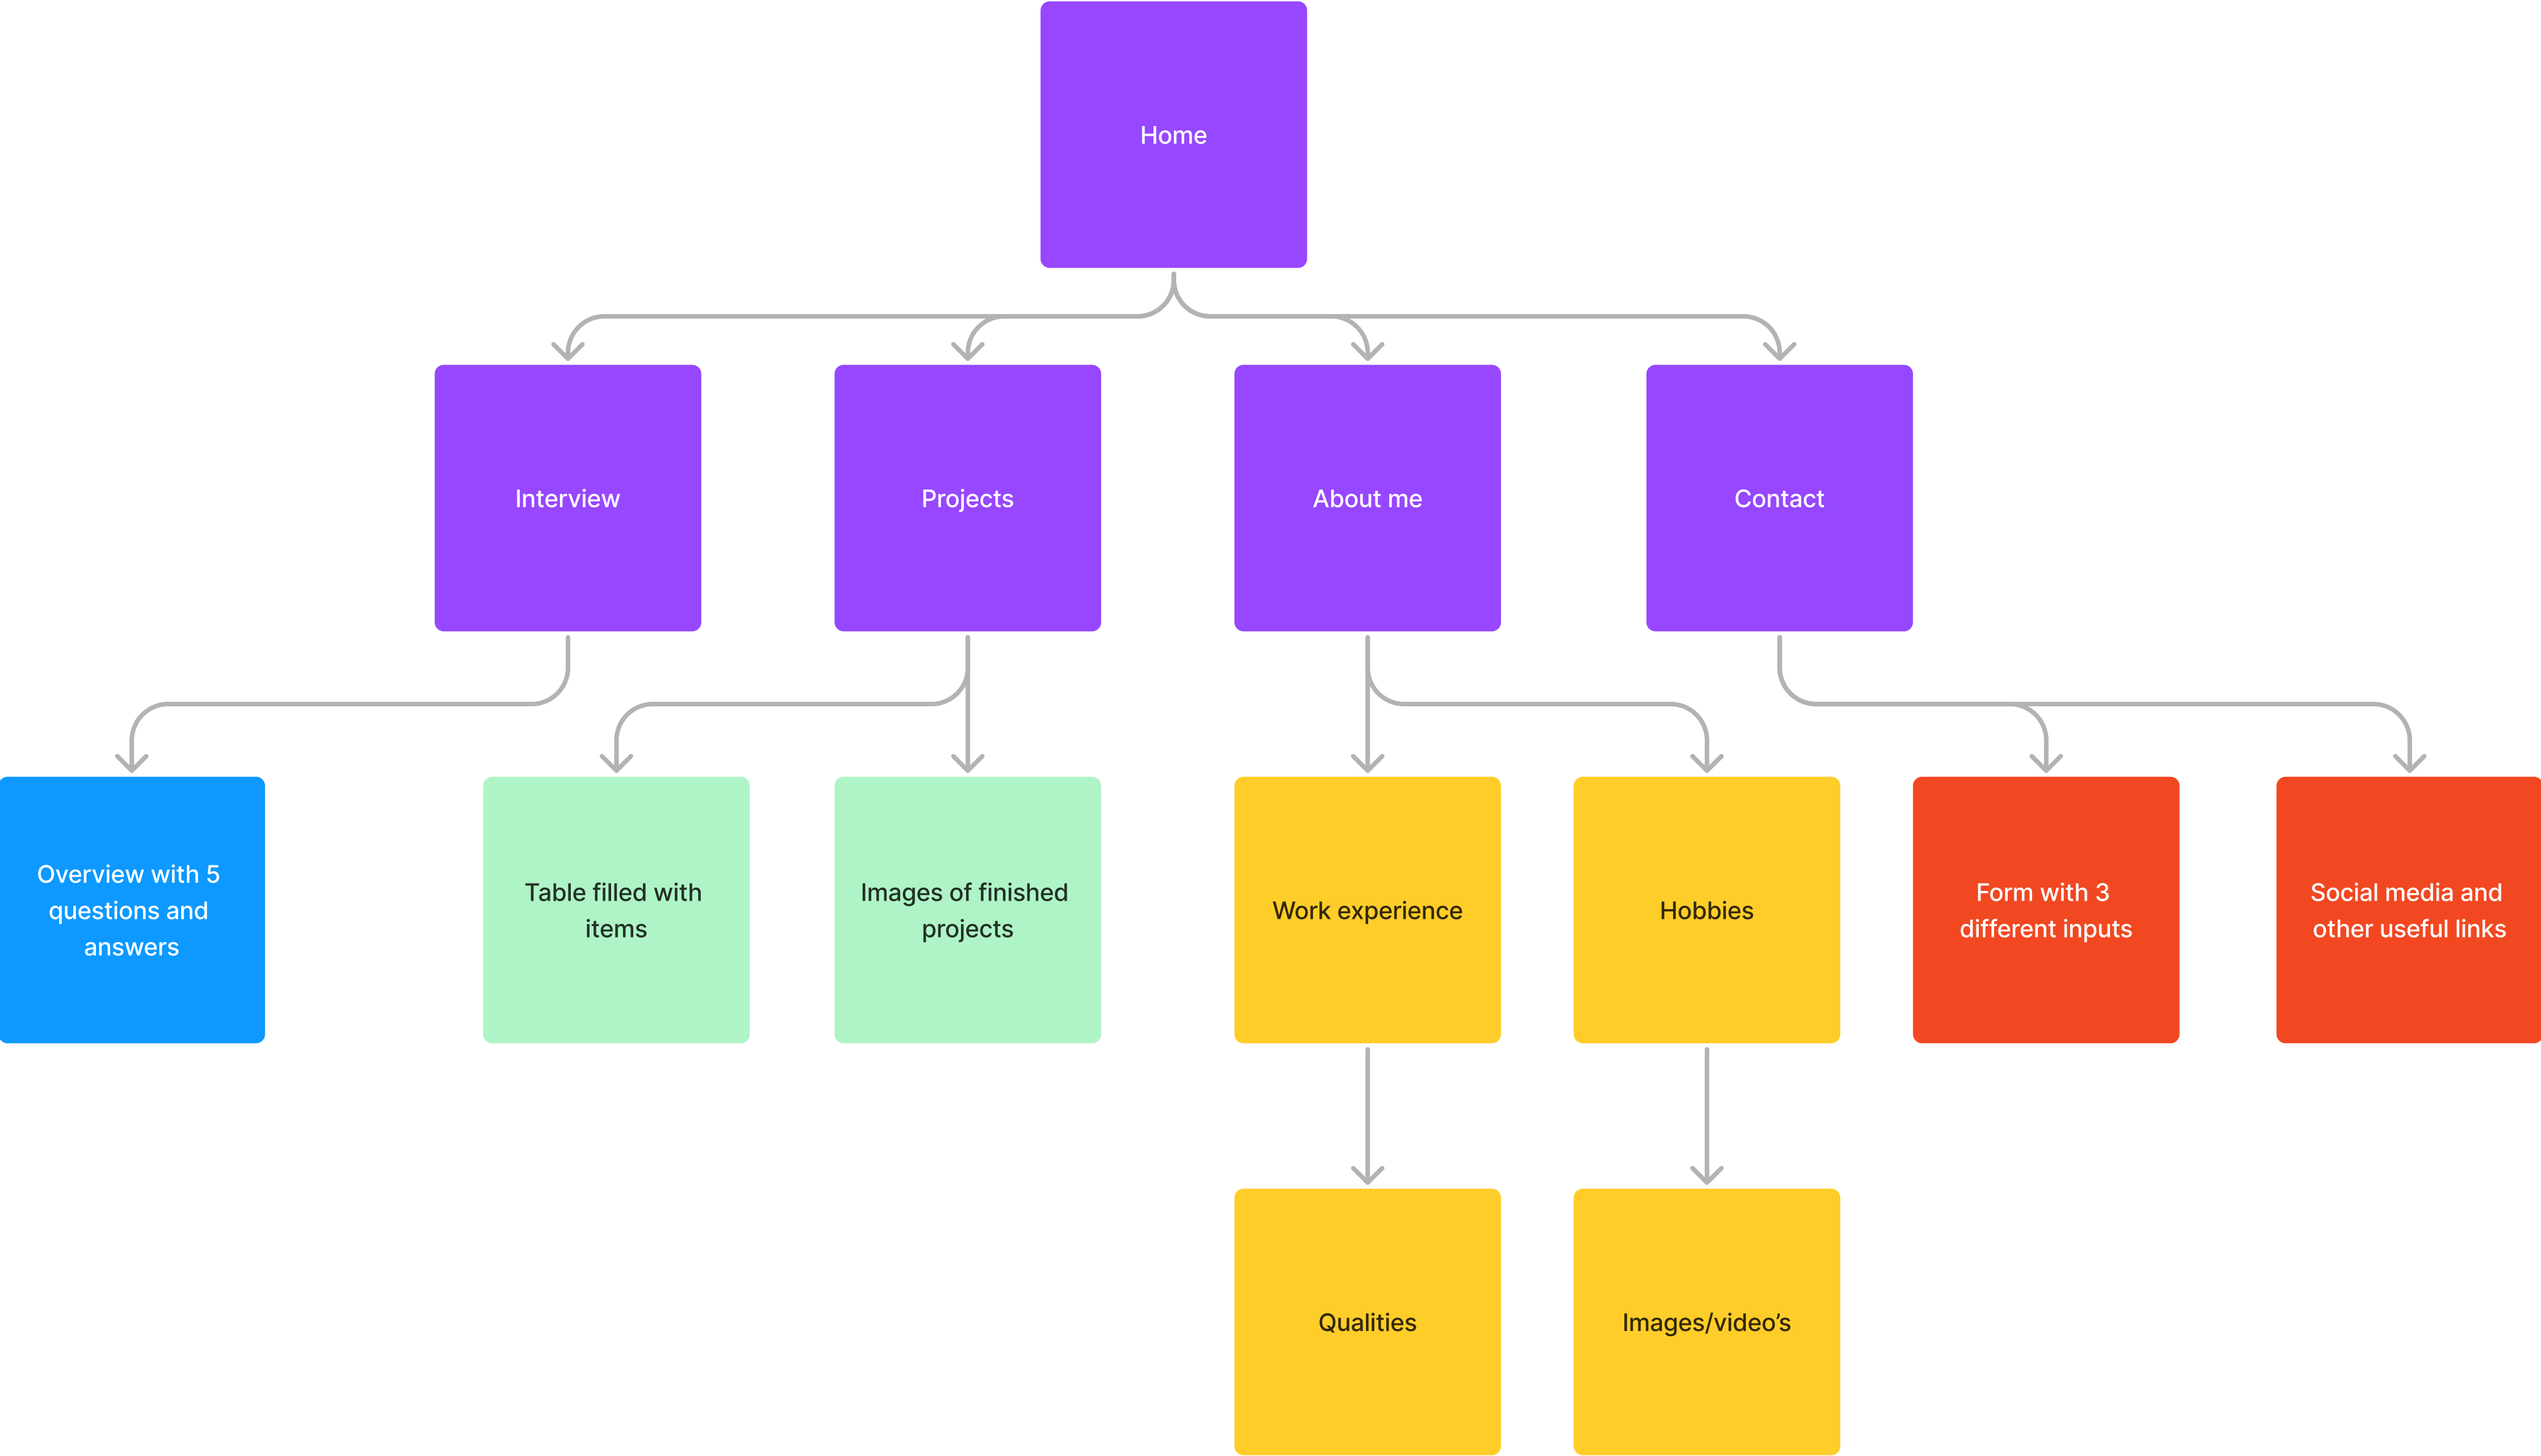 Home
Interview
Projects
About me
Contact
Overview with 5
questions and
answers
Table filled with
items
Images of finished
projects
Work experience
Hobbies
Form with 3
different inputs
Social media and
other useful links
Qualities
Images/video’s